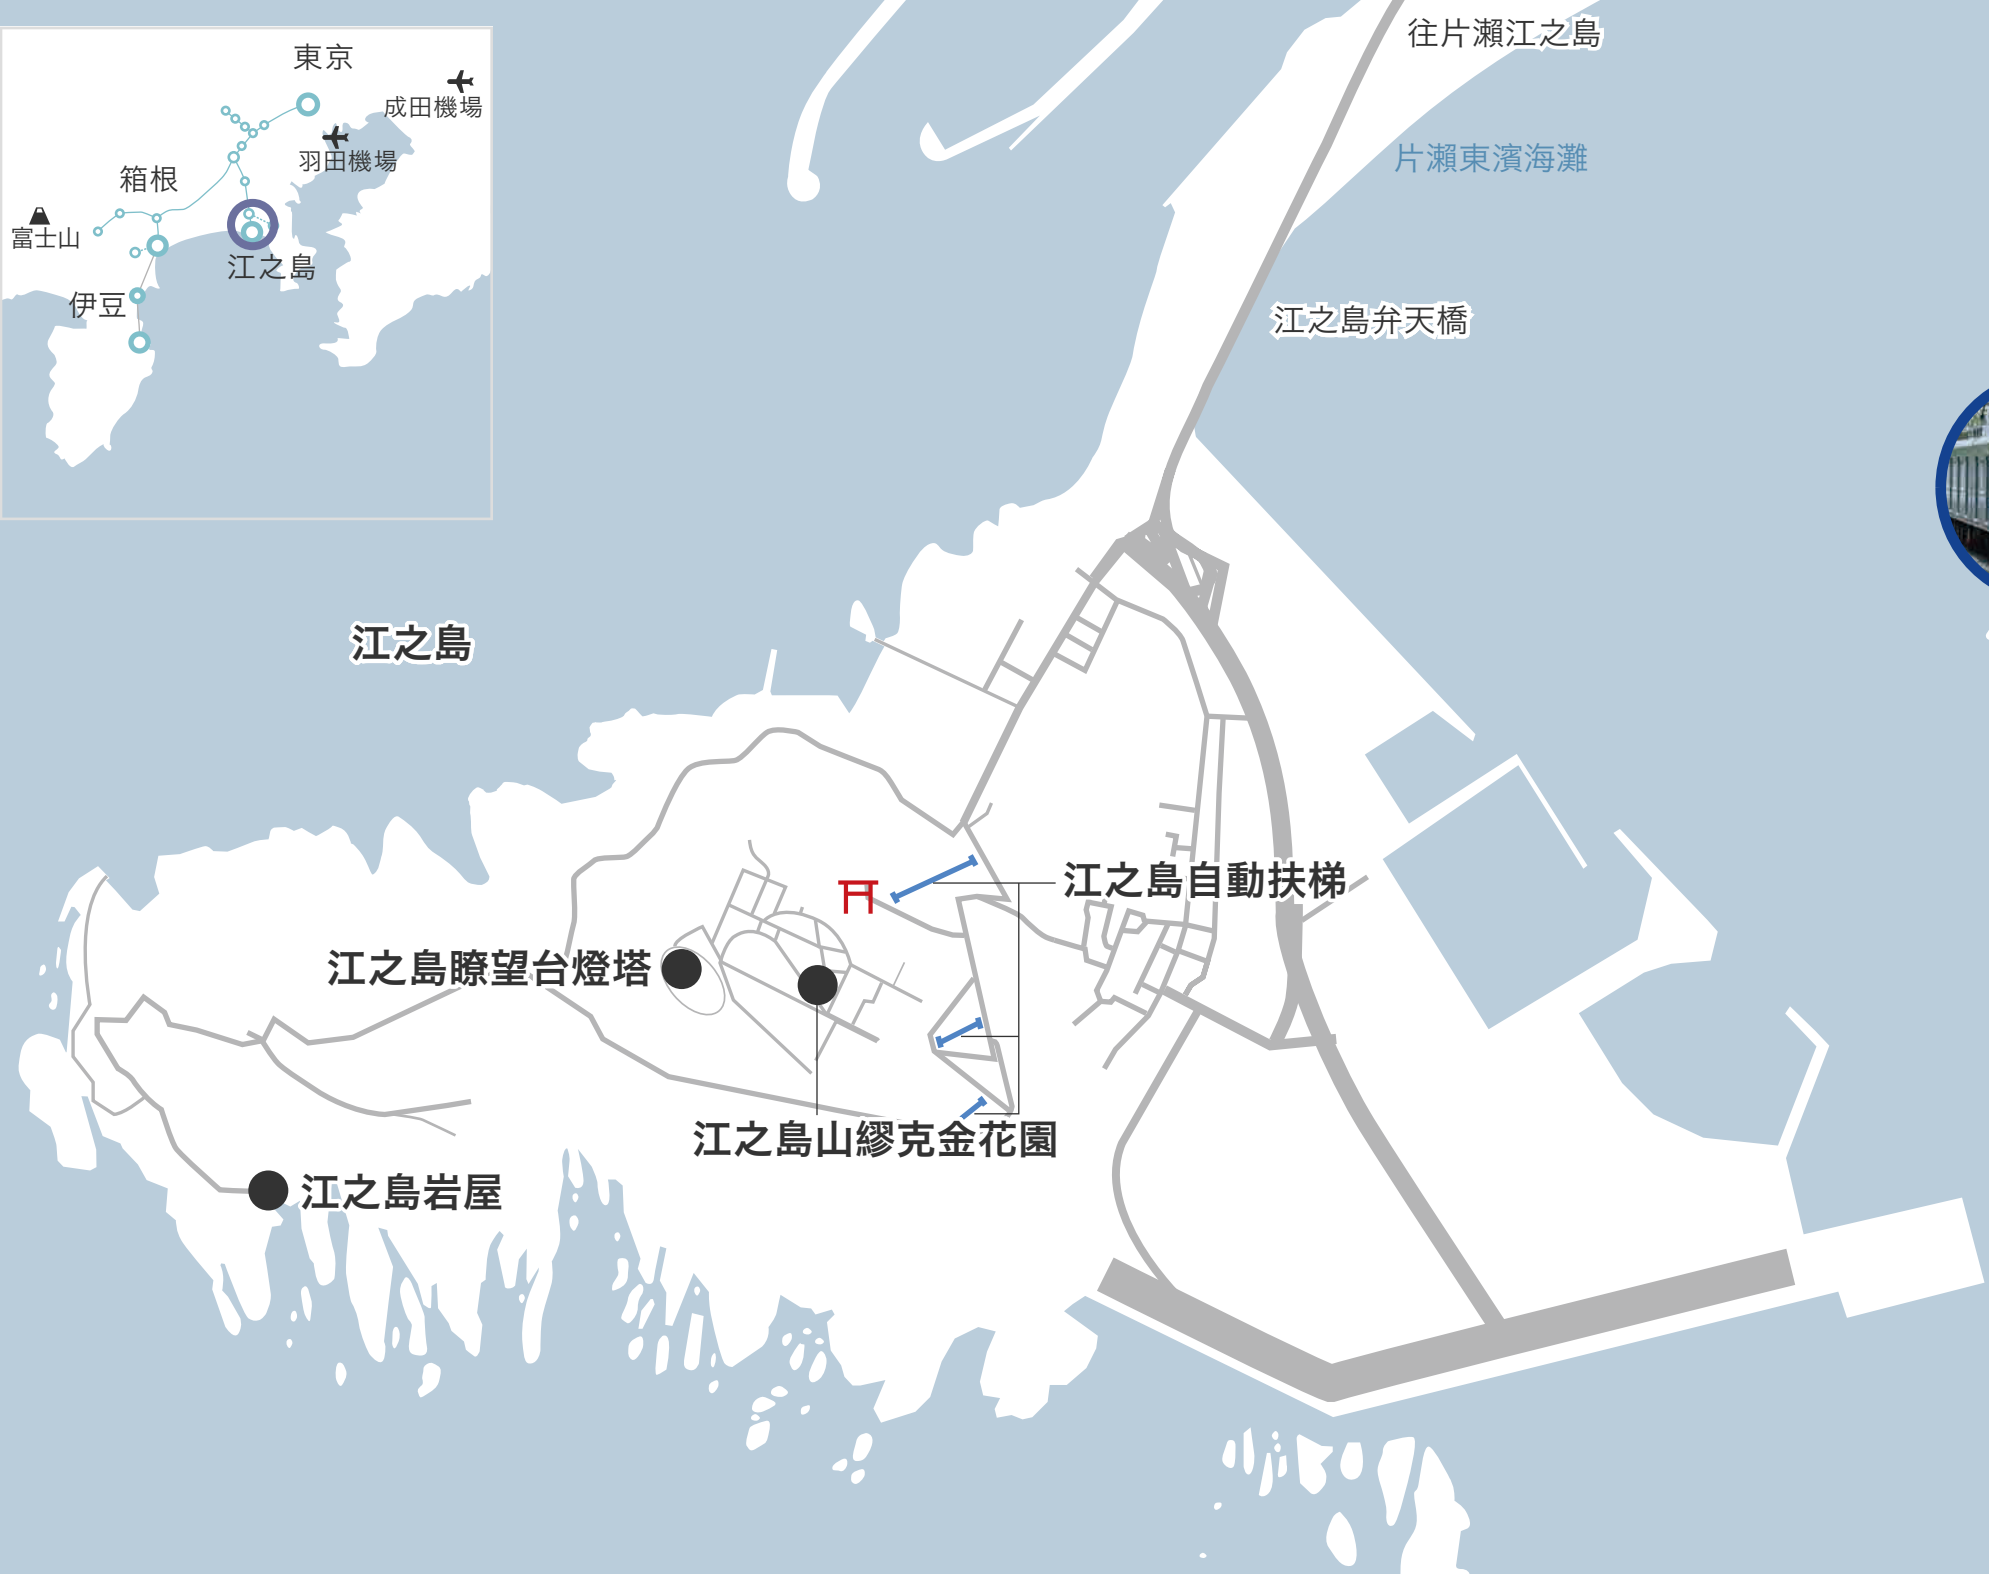 東京
成田機場
羽田機場
箱根
富士山
江之島
伊豆
往片瀨江之島
片瀨東濱海灘
江之島弁天橋
江之島
江之島自動扶梯
江之島瞭望台燈塔
江之島山繆克金花園
江之島岩屋